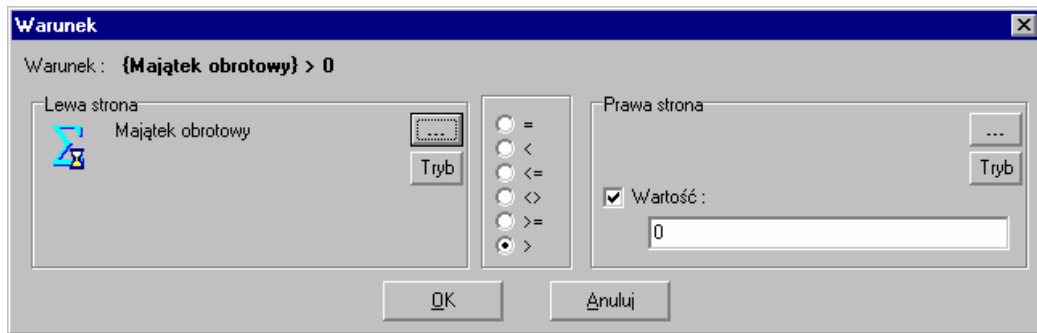 Warunek
Warunek : {Majątek obrotowy} > 0
Lewa strona
Majątek obrotowy
...
Tryb
=
<
<=
<>
>=
>
Prawa strona
...
Tryb
Wartość :
0
OK
Anuluj